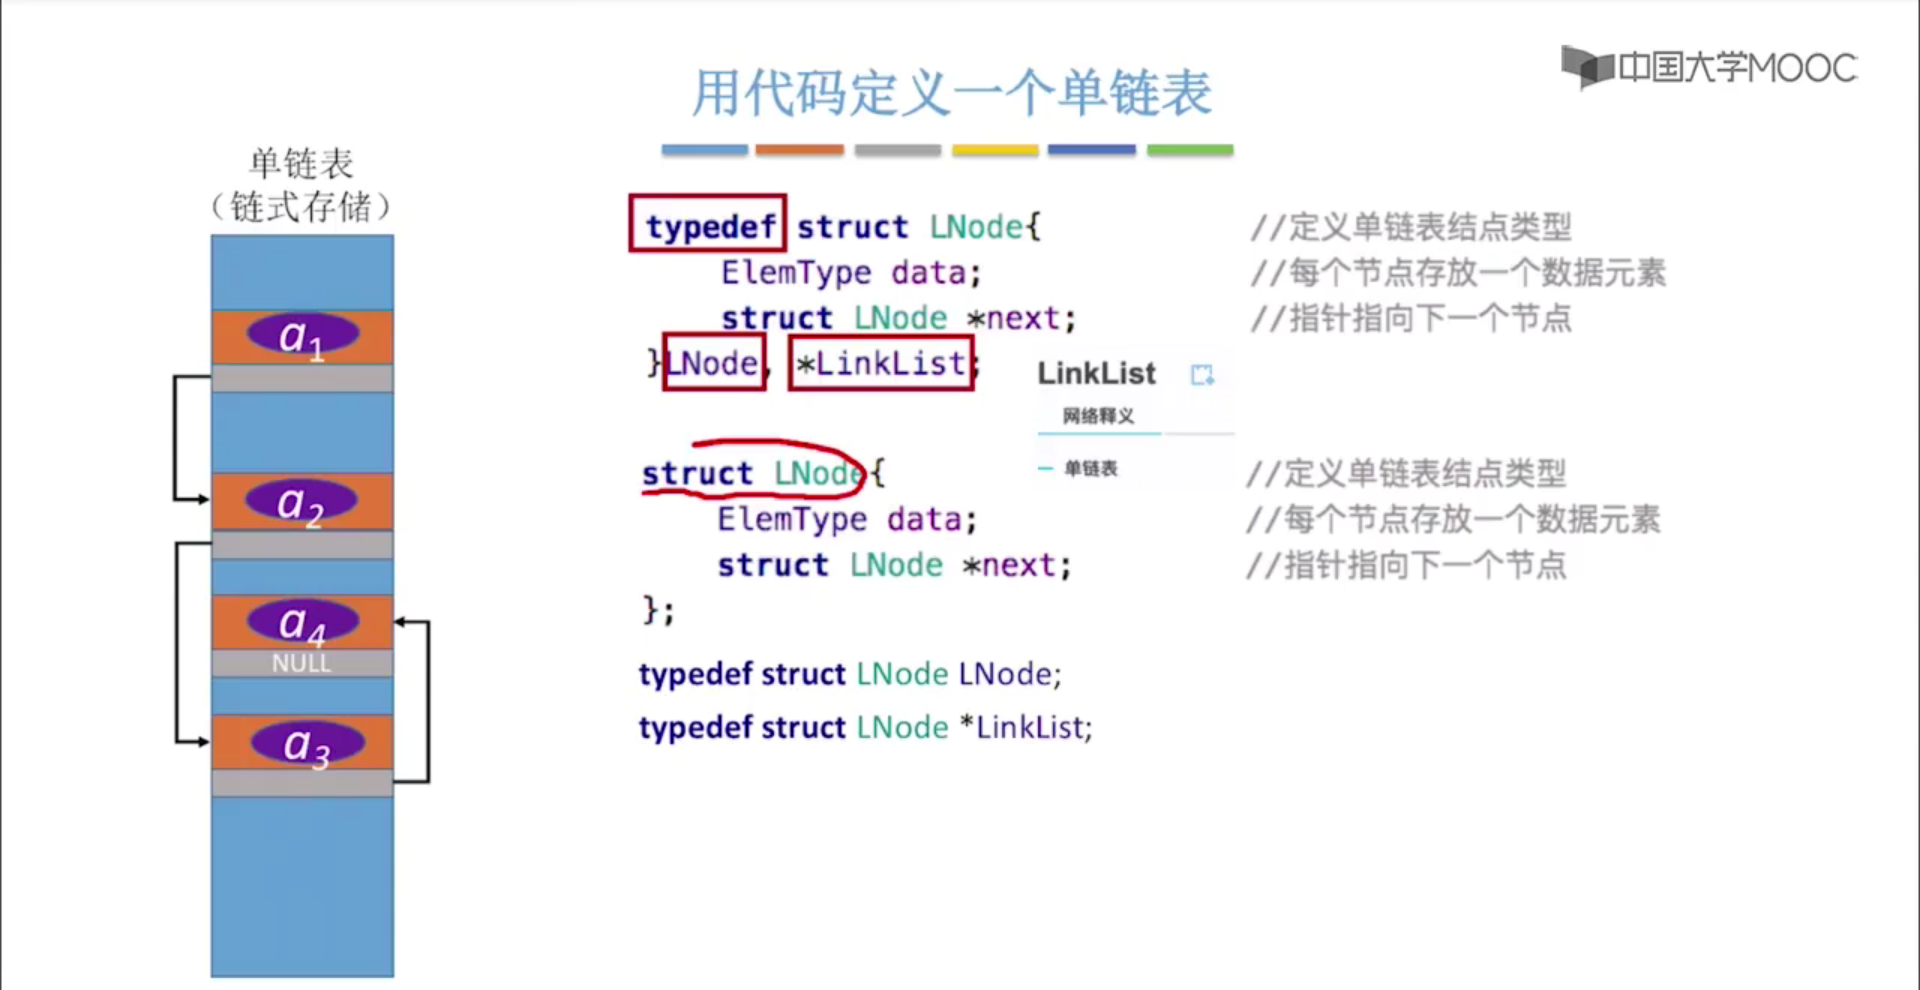 中国大学MOOC
用代码定义一个单链表
单链表
（链式存储）
a1
a2
a4
NULL
a3
typedef struct LNode{ //定义单链表结点类型
ElemType data; //每个节点存放一个数据元素
struct LNode *next; //指针指向下一个节点
}LNode, *LinkList;
LinkList
网络释义
单链表
struct LNode{ //定义单链表结点类型
ElemType data; //每个节点存放一个数据元素
struct LNode *next; //指针指向下一个节点
};
typedef struct LNode LNode;
typedef struct LNode *LinkList;